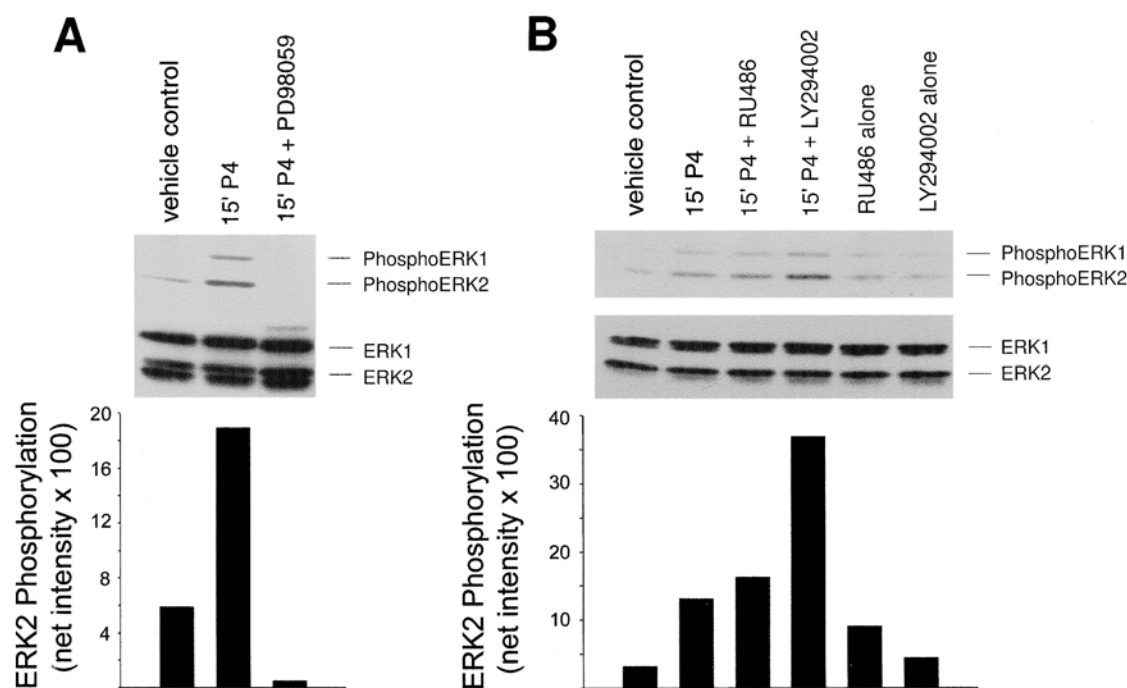 A
vehicle control
15' P4
15' P4 + PD98059
PhosphoERK1
PhosphoERK2
ERK1
ERK2
ERK2 Phosphorylation
(net intensity x 100)
20
16
12
8
4
B
vehicle control
15' P4
15' P4 + RU486
15' P4 + LY294002
RU486 alone
LY294002 alone
PhosphoERK1
PhosphoERK2
ERK1
ERK2
ERK2 Phosphorylation
(net intensity x 100)
40
30
20
10